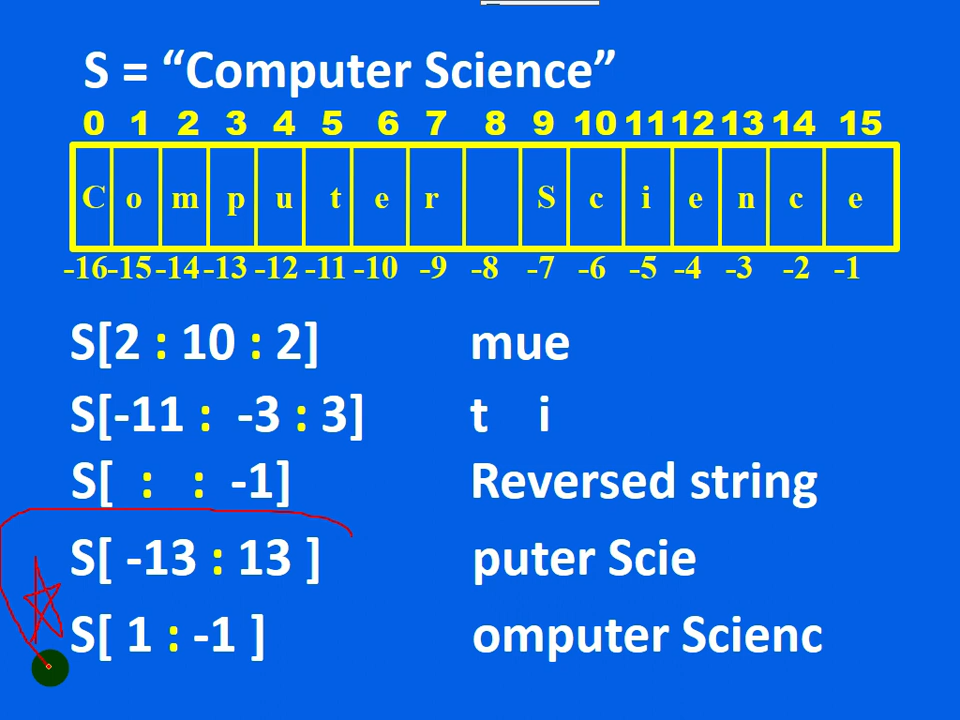 S = “Computer Science”
0 1 2 3 4 5 6 7 8 9 10 11 12 13 14 15
C o m p u t e r S c i e n c e
-16 -15 -14 -13 -12 -11 -10 -9 -8 -7 -6 -5 -4 -3 -2 -1
S[2 : 10 : 2] mue
S[-11 : -3 : 3] t i
S[ : : -1] Reversed string
S[ -13 : 13 ] puter Scie
S[ 1 : -1 ] omputer Scienc